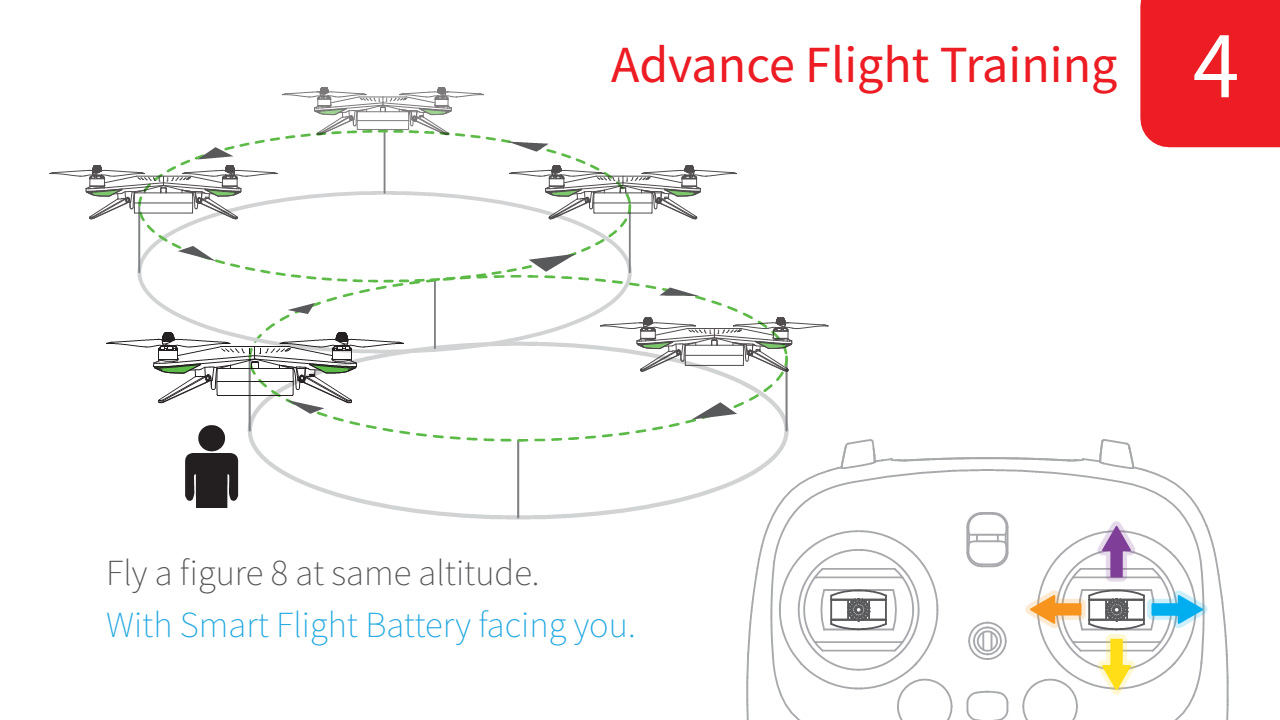 Advance Flight Training
4
Fly a figure 8 at same altitude.
With Smart Flight Battery facing you.